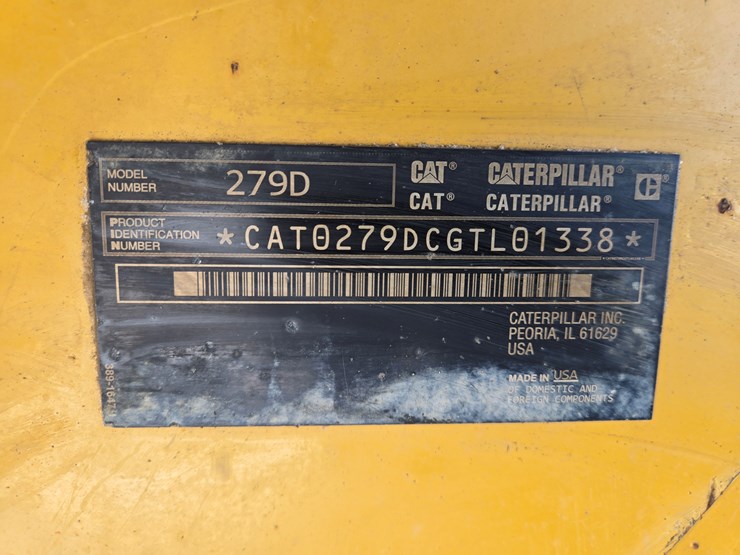 MODEL
NUMBER
279D
CAT® CATERPILLAR® C®
CAT® CATERPILLAR®
PRODUCT
IDENTIFICATION
NUMBER
*CAT0279DCGTL01338*
CATERPILLAR INC.
PEORIA, IL 61629
USA
MADE IN USA
OF DOMESTIC AND
FOREIGN COMPONENTS